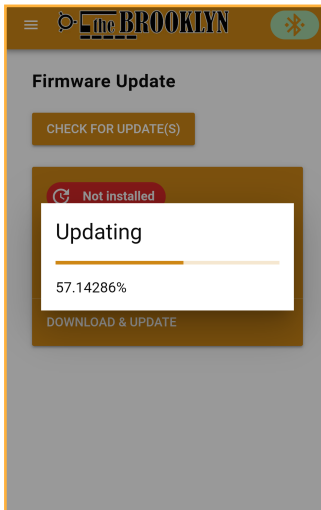 the BROOKLYN
Firmware Update
CHECK FOR UPDATE(S)
Not installed
Updating
57.14286%
DOWNLOAD & UPDATE